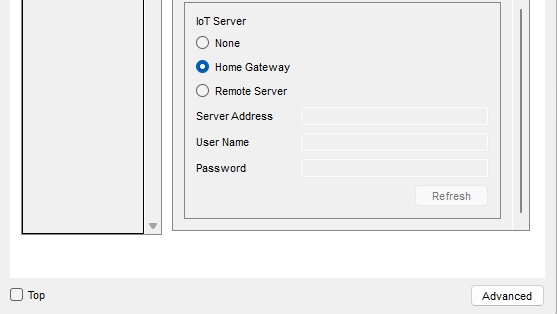 IoT Server
None
Home Gateway
Remote Server
Server Address
User Name
Password
Refresh
Top
Advanced